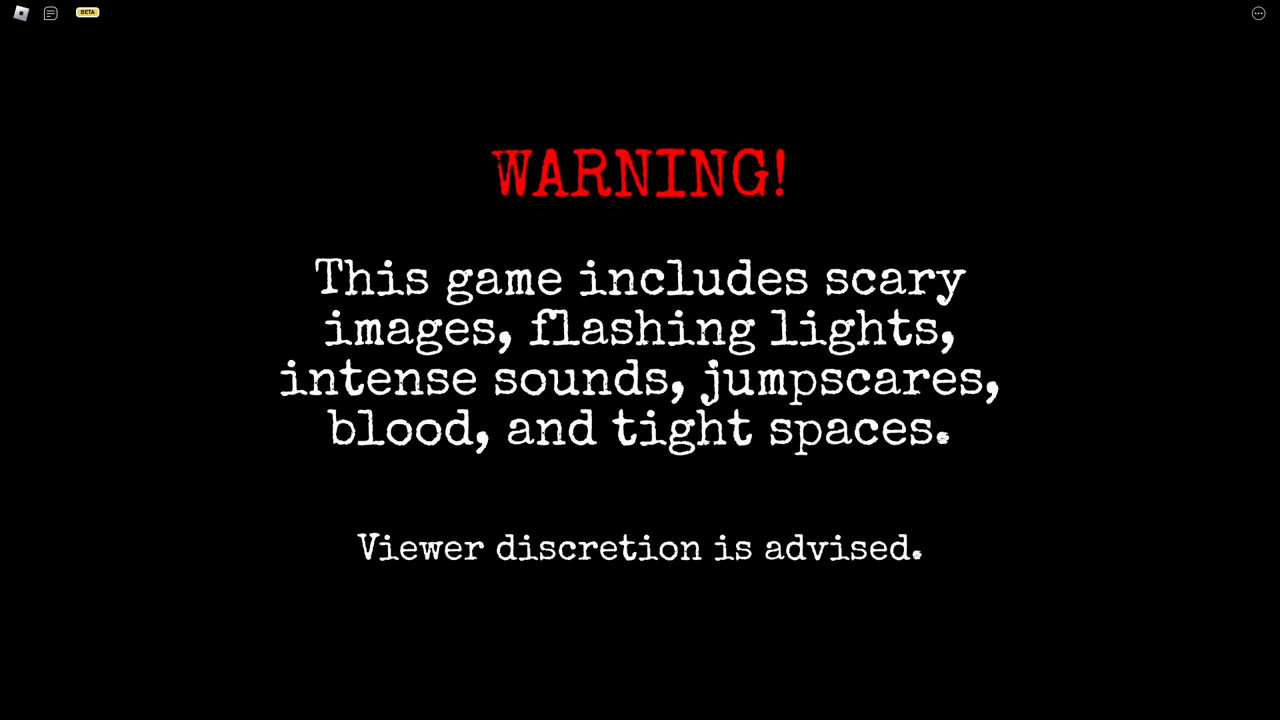 BETA
WARNING!
This game includes scary
images, flashing lights,
intense sounds, jumpscares,
blood, and tight spaces.
Viewer discretion is advised.